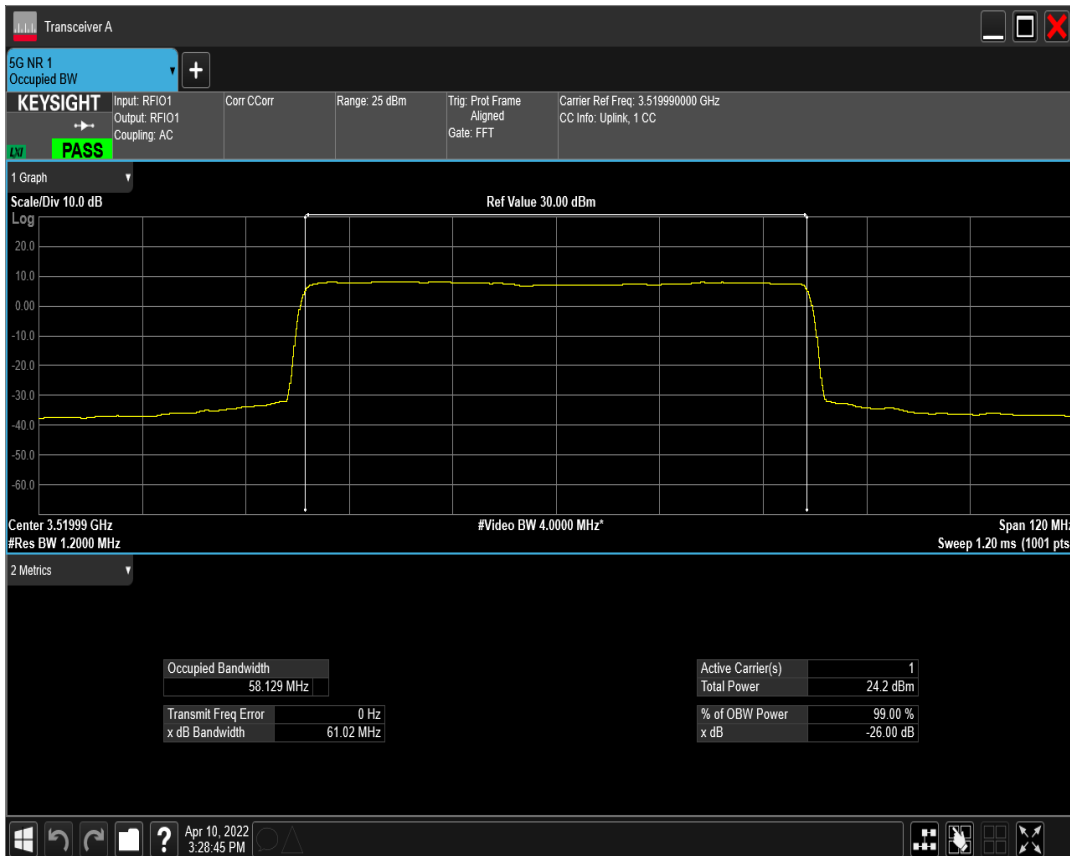 Transceiver A
5G NR 1
Occupied BW
+
KEYSIGHT
LXI
PASS
Input: RFIO1
Output: RFIO1
Coupling: AC
Corr CCorr
Range: 25 dBm
Trig: Prot Frame
Aligned
Gate: FFT
Carrier Ref Freq: 3.519990000 GHz
CC Info: Uplink, 1 CC
1 Graph
Scale/Div 10.0 dB
Ref Value 30.00 dBm
Log
20.0
10.0
0.00
-10.0
-20.0
-30.0
-40.0
-50.0
-60.0
Center 3.51999 GHz
#Video BW 4.0000 MHz*
Span 120 MHz
#Res BW 1.2000 MHz
Sweep 1.20 ms (1001 pts
2 Metrics
Occupied Bandwidth
58.129 MHz
Transmit Freq Error 0 Hz
x dB Bandwidth 61.02 MHz
Active Carrier(s) 1
Total Power 24.2 dBm
% of OBW Power 99.00 %
x dB -26.00 dB
?
Apr 10, 2022
3:28:45 PM